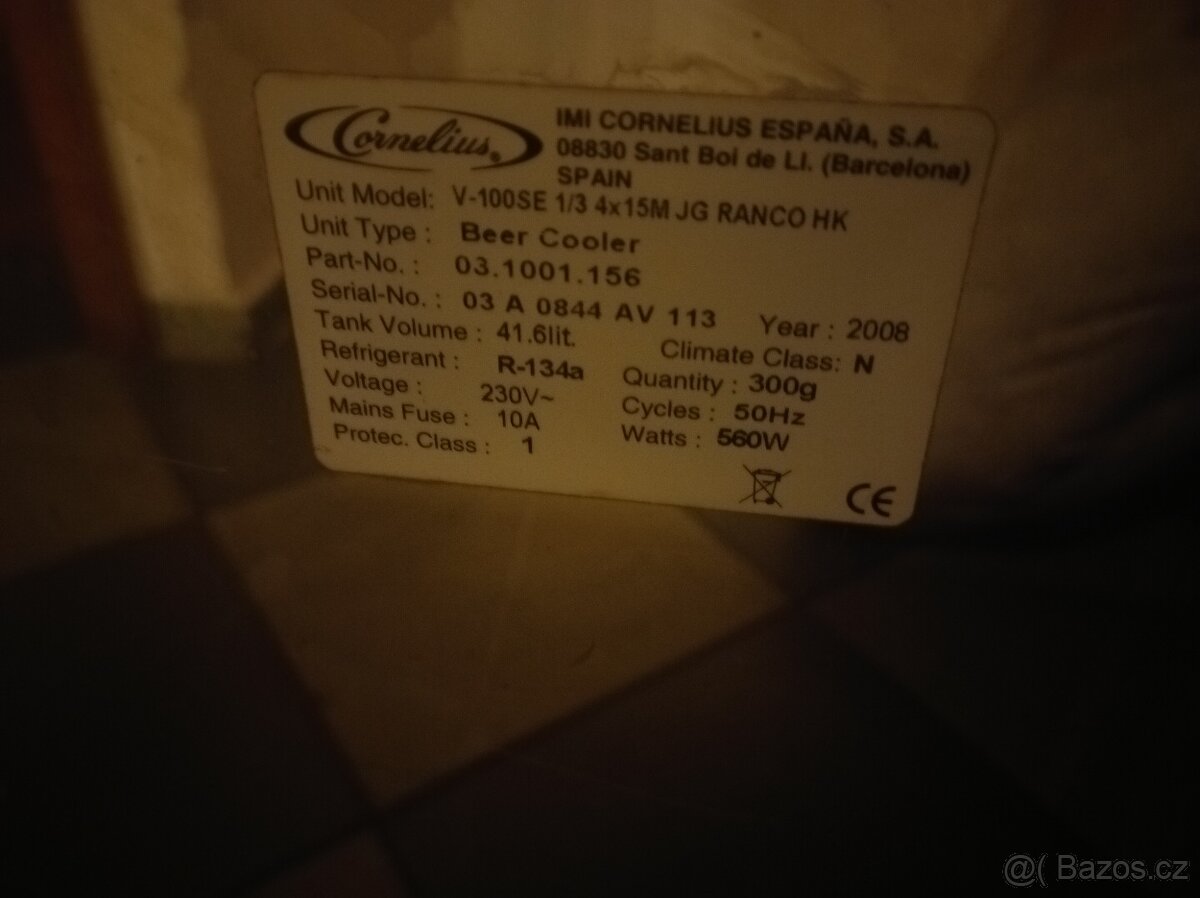 Cornelius
IMI CORNELIUS ESPAÑA, S.A.
08830 Sant Boi de Ll. (Barcelona)
SPAIN
Unit Model: V-100SE 1/3 4x15M JG RANCO HK
Unit Type : Beer Cooler
Part-No. : 03.1001.156
Serial-No. : 03 A 0844 AV 113 Year : 2008
Tank Volume : 41.6lit. Climate Class: N
Refrigerant : R-134a Quantity : 300g
Voltage : 230V~ Cycles : 50Hz
Mains Fuse : 10A Watts : 560W
Protec. Class : 1
CE
@( Bazos.cz